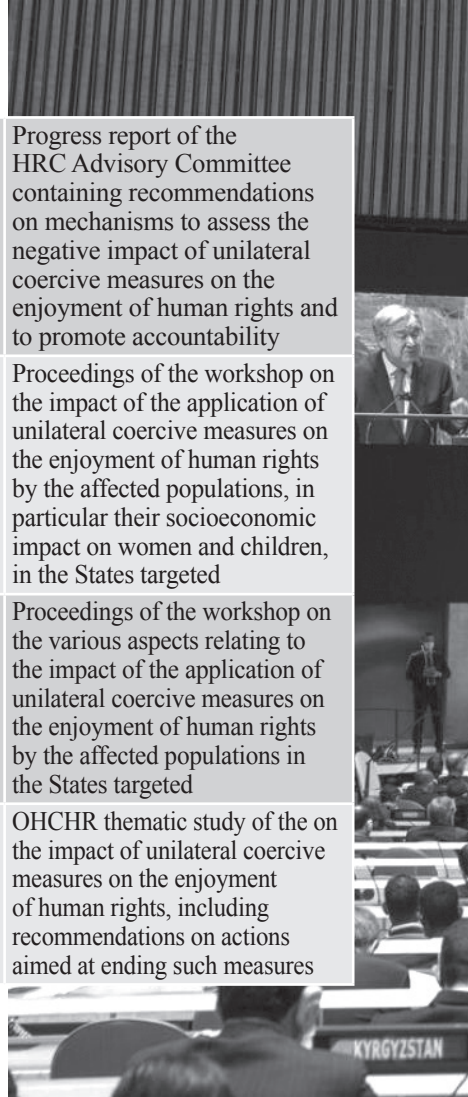 Progress report of the
HRC Advisory Committee
containing recommendations
on mechanisms to assess the
negative impact of unilateral
coercive measures on the
enjoyment of human rights and
to promote accountability
Proceedings of the workshop on
the impact of the application of
unilateral coercive measures on
the enjoyment of human rights
by the affected populations, in
particular their socioeconomic
impact on women and children,
in the States targeted
Proceedings of the workshop on
the various aspects relating to
the impact of the application of
unilateral coercive measures on
the enjoyment of human rights
by the affected populations in
the States targeted
OHCHR thematic study of the on
the impact of unilateral coercive
measures on the enjoyment
of human rights, including
recommendations on actions
aimed at ending such measures
KYRGYZSTAN